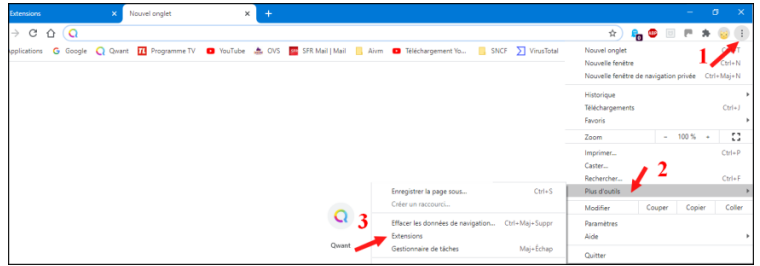 Extensions × Nouvel onglet × +
Applications G Google Qwant Programme TV YouTube OVS SFR Mail | Mail Aivm Téléchargement Yo... SNCF VirusTotal
1
Nouvel onglet
Nouvelle fenêtre Ctrl+N
Nouvelle fenêtre de navigation privée Ctrl+Maj+N
Historique
Téléchargements Ctrl+J
Favoris
Zoom - 100 % +
Imprimer... Ctrl+P
Caster...
Rechercher... Ctrl+F
2
Plus d'outils
Enregistrer la page sous... Ctrl+S
Créer un raccourci...
Modifier Couper Copier Coller
3
Effacer les données de navigation... Ctrl+Maj+Suppr
Paramètres
Extensions
Aide
Qwant
Gestionnaire de tâches Maj+Échap
Quitter